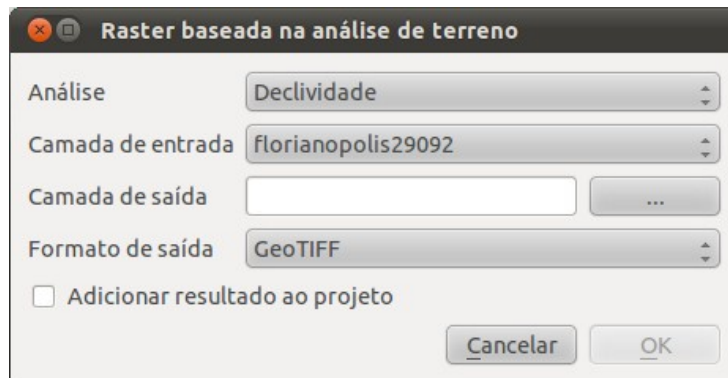 Raster baseada na análise de terreno
Análise Declividade
Camada de entrada florianopolis29092
Camada de saída ...
Formato de saída GeoTIFF
Adicionar resultado ao projeto
Cancelar OK